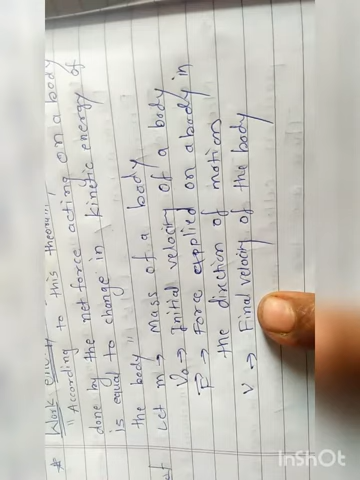 * Work energy
"According to this theorum",
done by the net force acting on a body
is equal to change in kinetic energy of
the body"
Let m → Mass of a body
V₀ → Initial velocity of a body
F → Force applied on a body in
the direction of motion
V → Final velocity of the body
InShOt